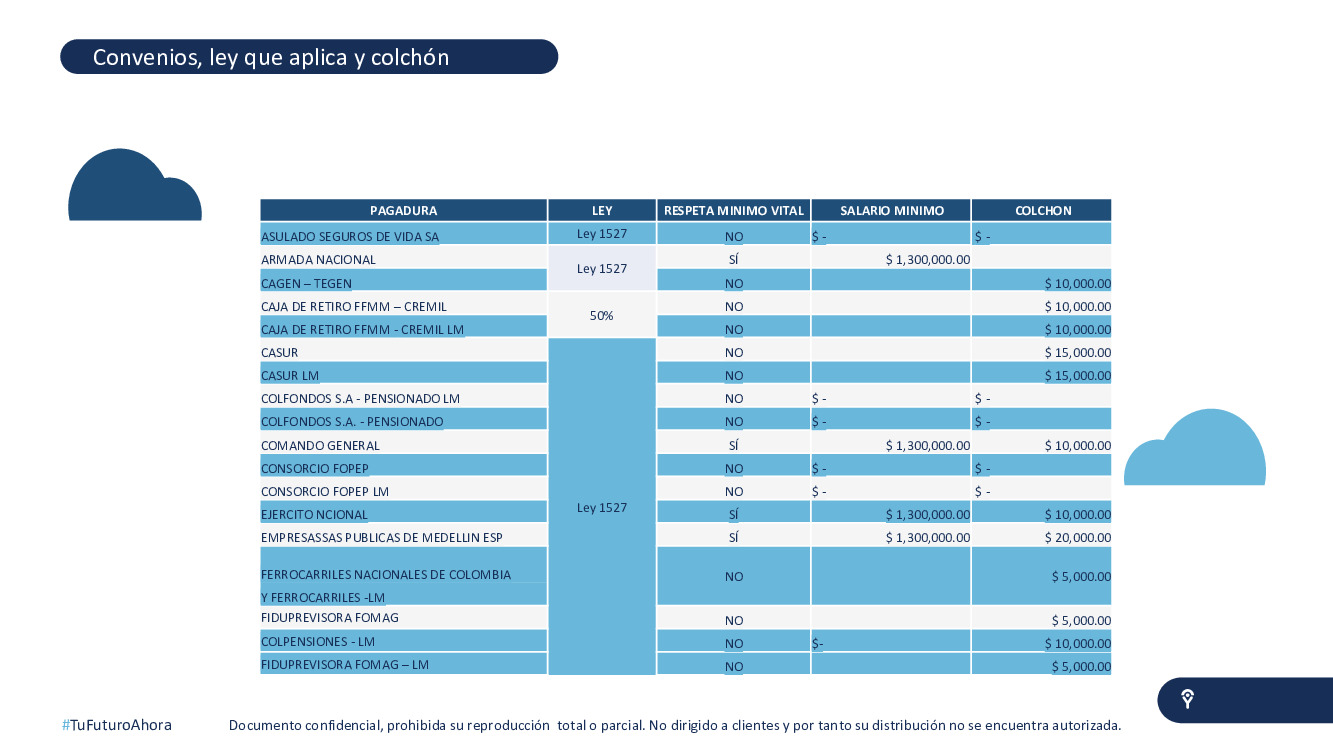 Convenios, ley que aplica y colchón
PAGADURA LEY RESPETA MINIMO VITAL SALARIO MINIMO COLCHON
ASULADO SEGUROS DE VIDA SA Ley 1527 NO $ - $ -
ARMADA NACIONAL Ley 1527 SÍ $ 1,300,000.00
CAGEN – TEGEN NO $ 10,000.00
CAJA DE RETIRO FFMM – CREMIL 50% NO $ 10,000.00
CAJA DE RETIRO FFMM - CREMIL LM NO $ 10,000.00
CASUR Ley 1527 NO $ 15,000.00
CASUR LM NO $ 15,000.00
COLFONDOS S.A - PENSIONADO LM NO $ - $ -
COLFONDOS S.A. - PENSIONADO NO $ - $ -
COMANDO GENERAL SÍ $ 1,300,000.00 $ 10,000.00
CONSORCIO FOPEP NO $ - $ -
CONSORCIO FOPEP LM NO $ - $ -
EJERCITO NCIONAL SÍ $ 1,300,000.00 $ 10,000.00
EMPRESASSAS PUBLICAS DE MEDELLIN ESP SÍ $ 1,300,000.00 $ 20,000.00
FERROCARRILES NACIONALES DE COLOMBIA NO $ 5,000.00
Y FERROCARRILES -LM
FIDUPREVISORA FOMAG NO $ 5,000.00
COLPENSIONES - LM NO $- $ 10,000.00
FIDUPREVISORA FOMAG – LM NO $ 5,000.00
#TuFuturoAhora Documento confidencial, prohibida su reproducción total o parcial. No dirigido a clientes y por tanto su distribución no se encuentra autorizada.